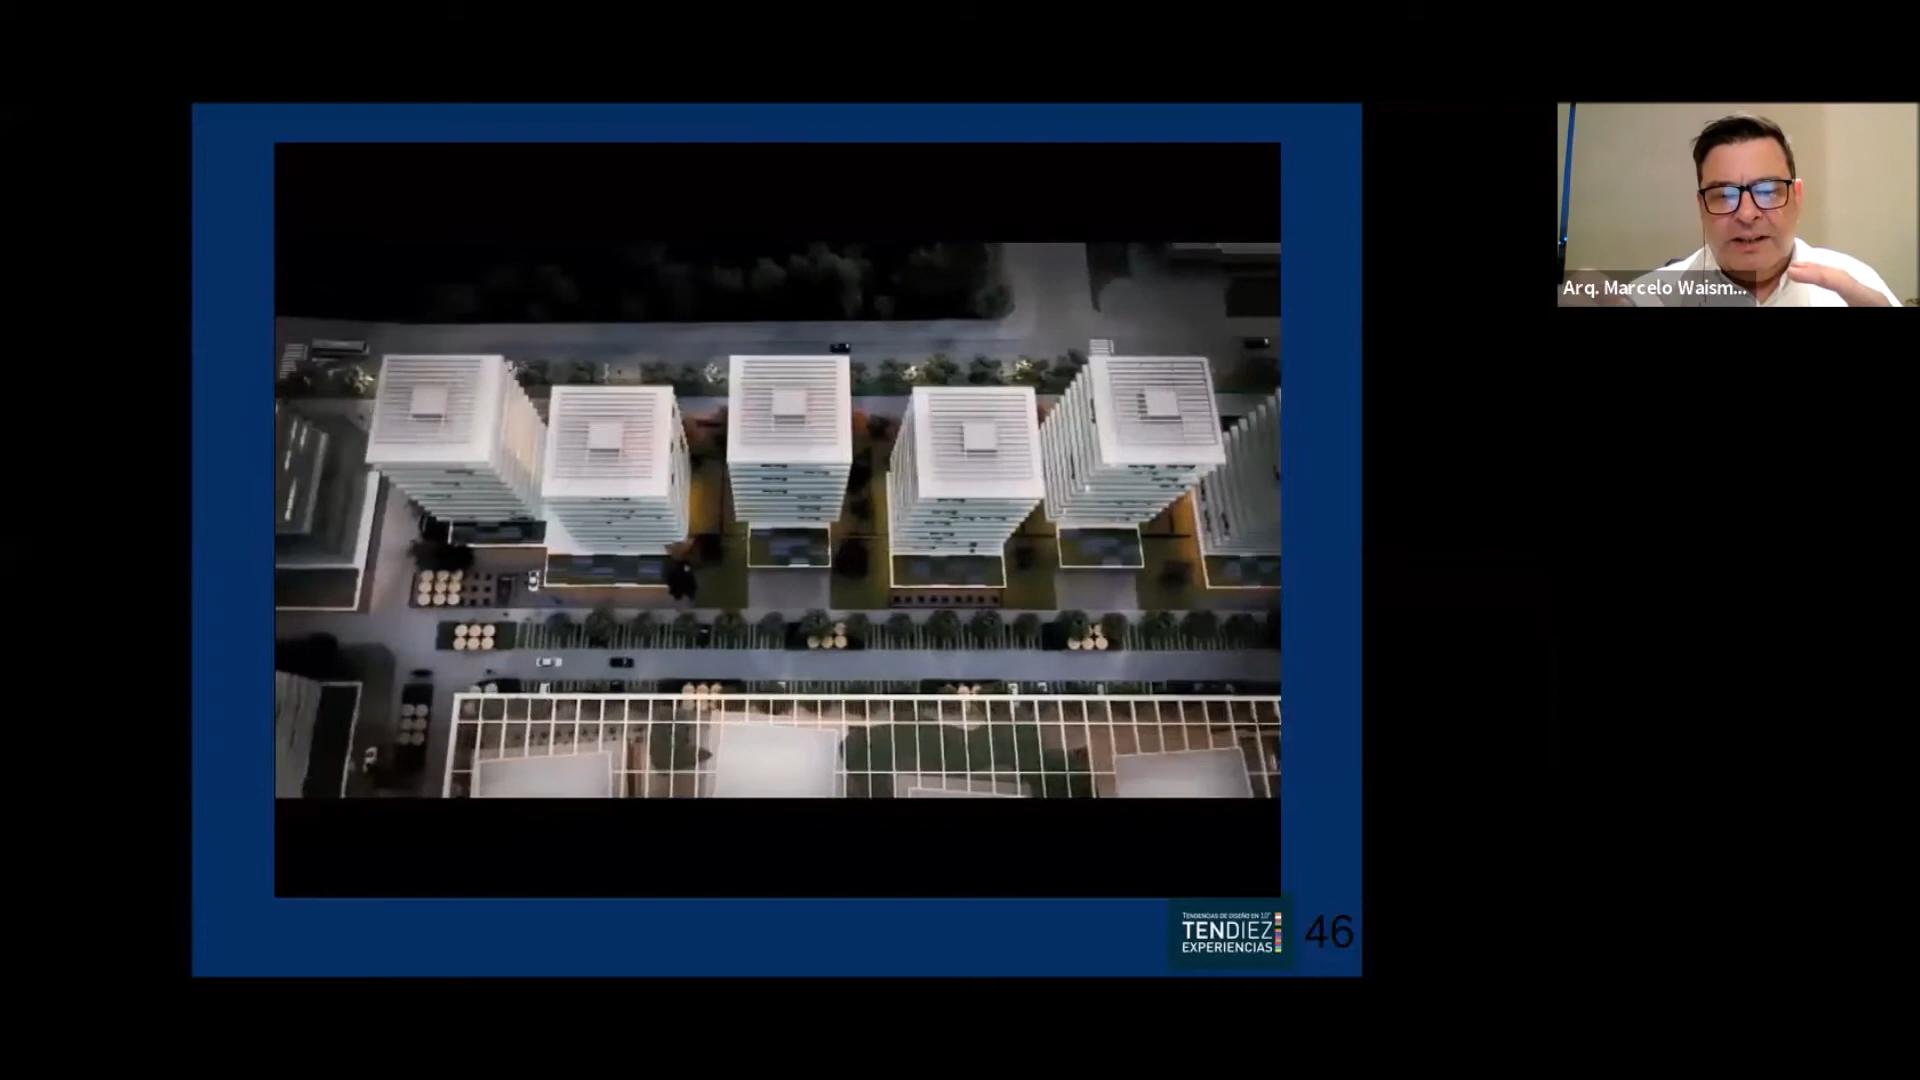 Arq. Marcelo Waism...
TENDENCIAS DE DISEÑO EN 10"
TENDIEZ
EXPERIENCIAS
46